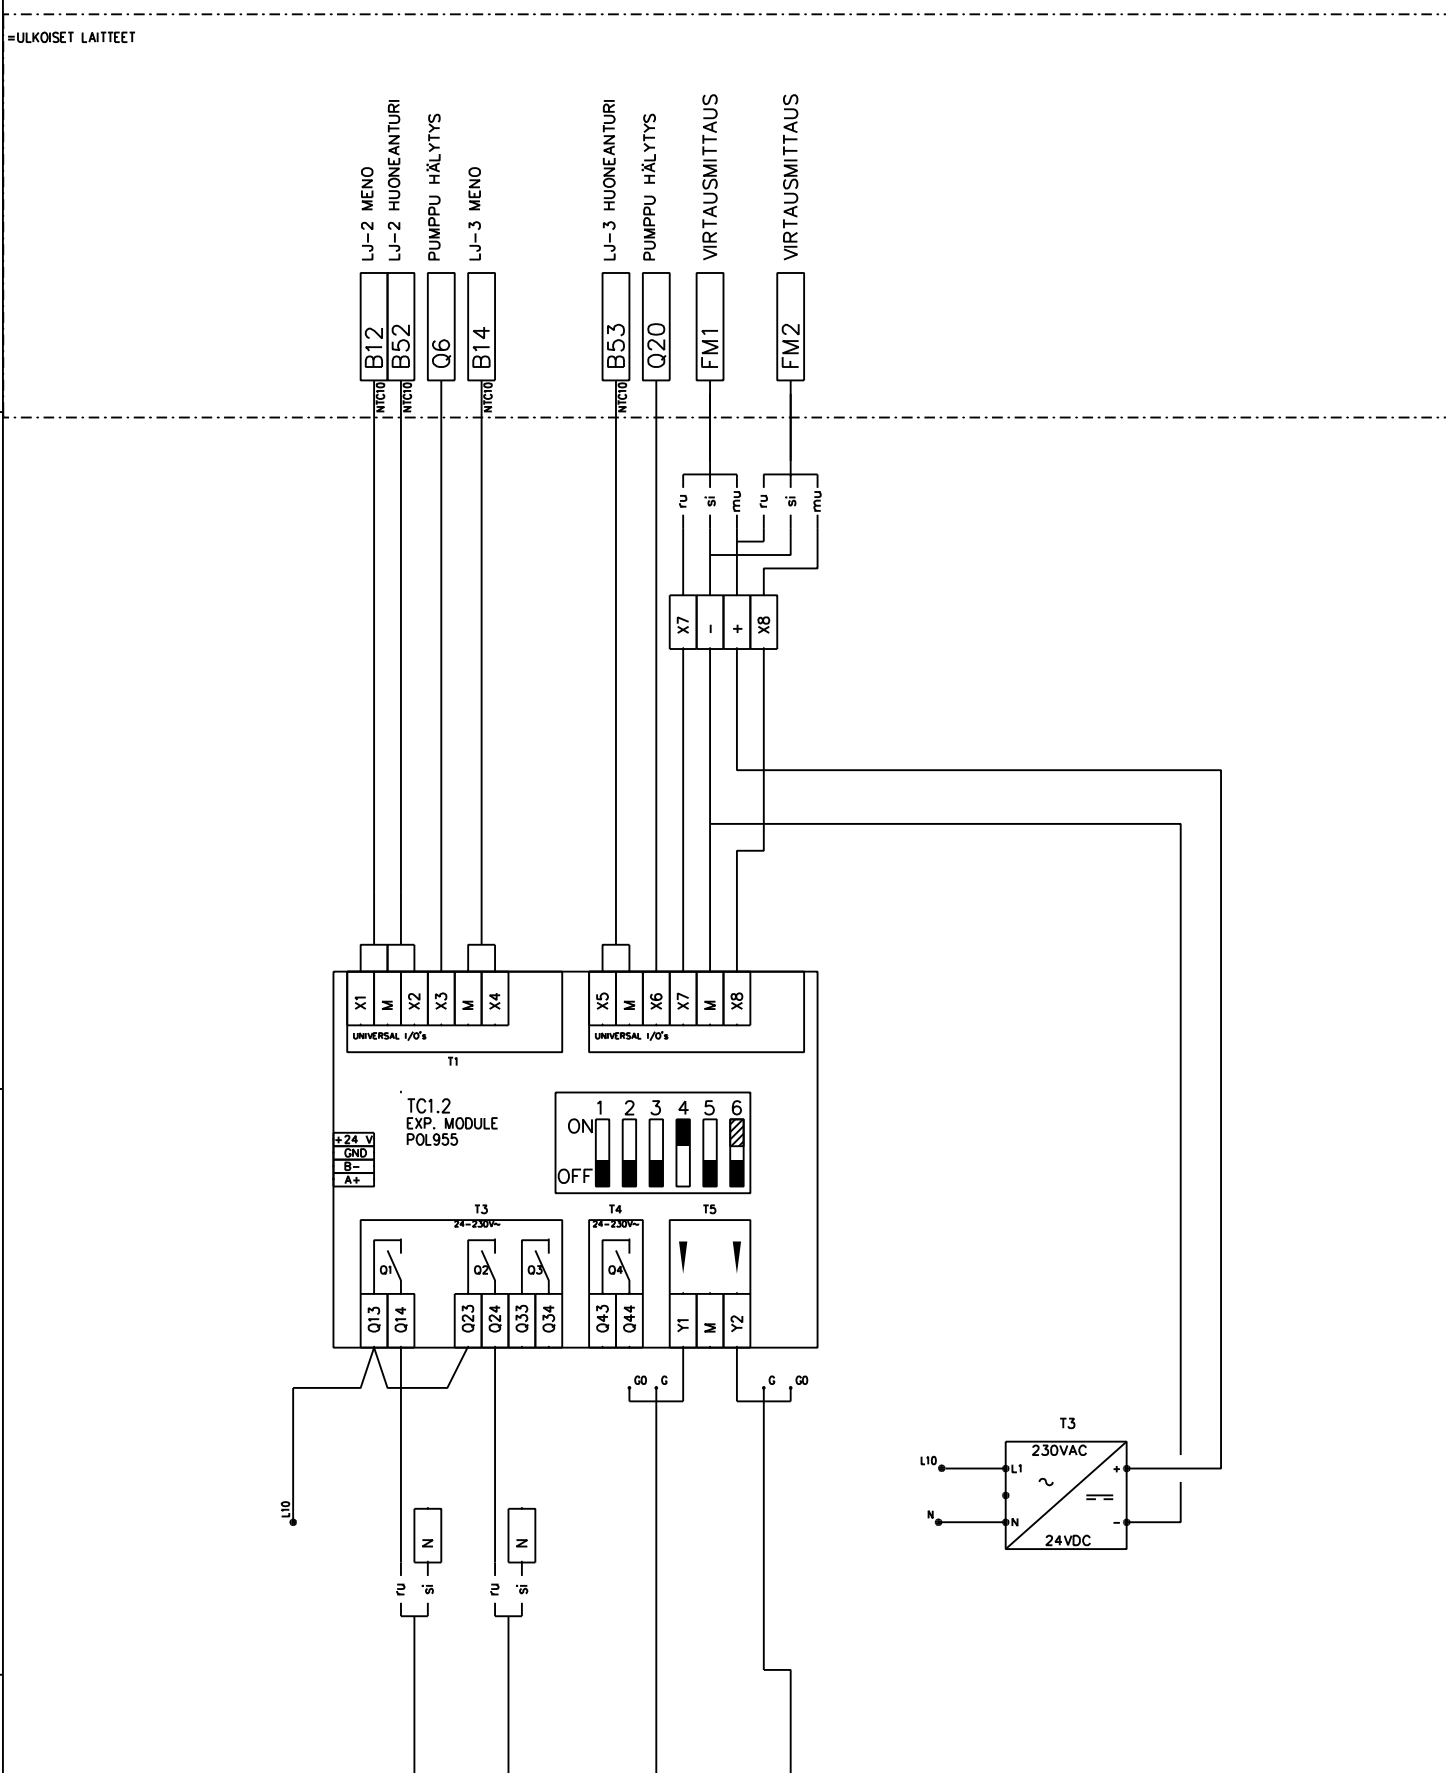 =ULKOISET LAITTEET
LJ-2 MENO
LJ-2 HUONEANTURI
PUMPPU HÄLYTYS
LJ-3 MENO
LJ-3 HUONEANTURI
PUMPPU HÄLYTYS
VIRTAUSMITTAUS
VIRTAUSMITTAUS
B12
B52
Q6
B14
B53
Q20
FM1
FM2
NTC10
NTC10
NTC10
NTC10
ru
si
mu
ru
si
mu
X7
-
+
X8
X1
M
X2
X3
M
X4
X5
M
X6
X7
M
X8
UNIVERSAL I/O's
UNIVERSAL I/O's
T1
TC1.2
EXP. MODULE
POL955
1 2 3 4 5 6
ON
OFF
+24 V
GND
B-
A+
T3
24-230V~
T4
24-230V~
T5
Q1
Q2
Q3
Q4
Q13
Q14
Q23
Q24
Q33
Q34
Q43
Q44
Y1
M
Y2
G0 G
G G0
L10
N
N
ru
si
ru
si
T3
230VAC
L10
L1
+
~
N
N
-
24VDC